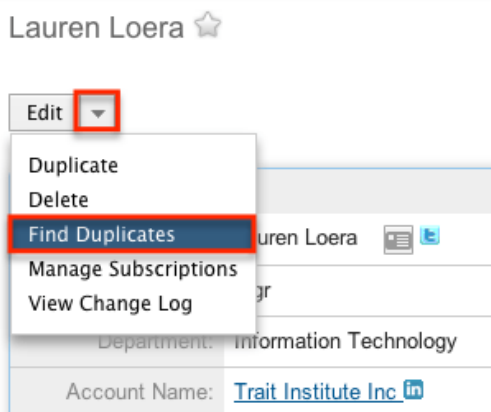 Lauren Loera
Edit
Duplicate
Delete
Find Duplicates
uren Loera
Manage Subscriptions
gr
View Change Log
Department: Information Technology
Account Name: Trait Institute Inc in